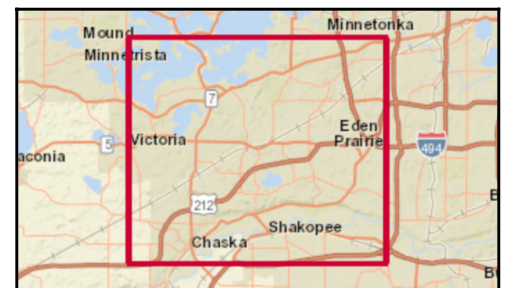 Minnetonka
Mound
Minnetrista
7
Eden
Prairie
5
Victoria
494
aconia
212
Shakopee
Chaska